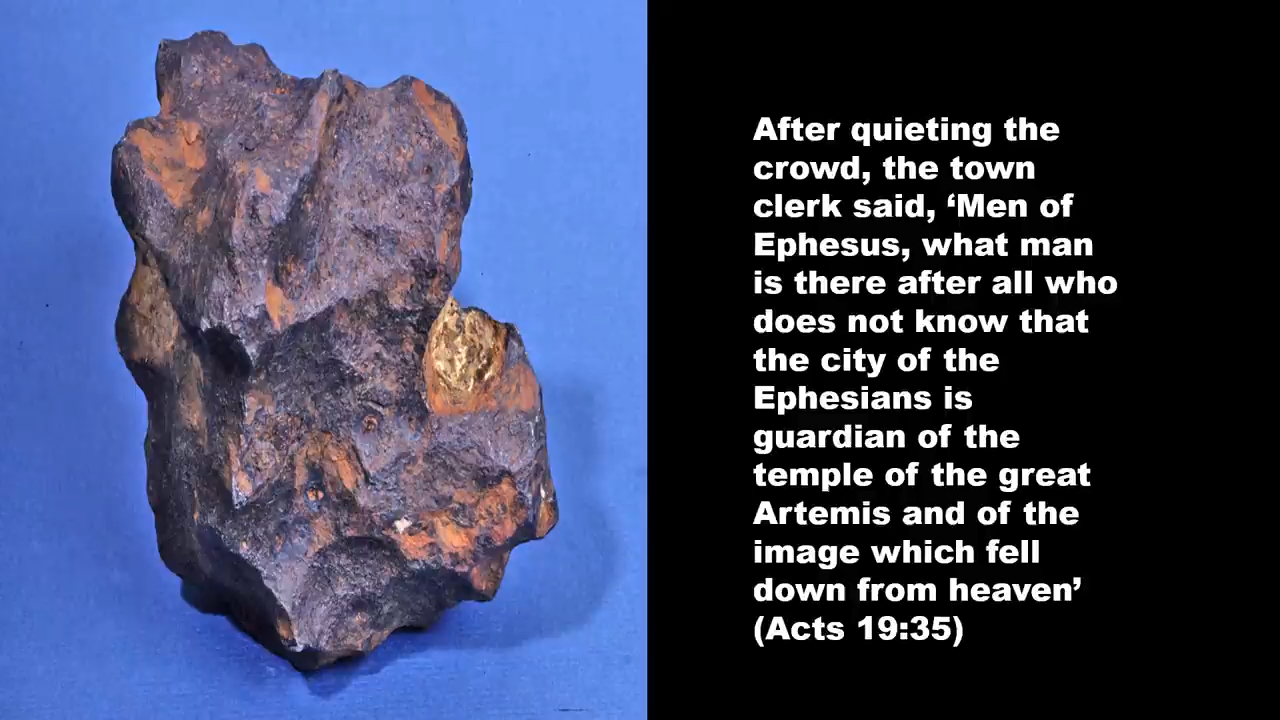 After quieting the
crowd, the town
clerk said, ‘Men of
Ephesus, what man
is there after all who
does not know that
the city of the
Ephesians is
guardian of the
temple of the great
Artemis and of the
image which fell
down from heaven’
(Acts 19:35)